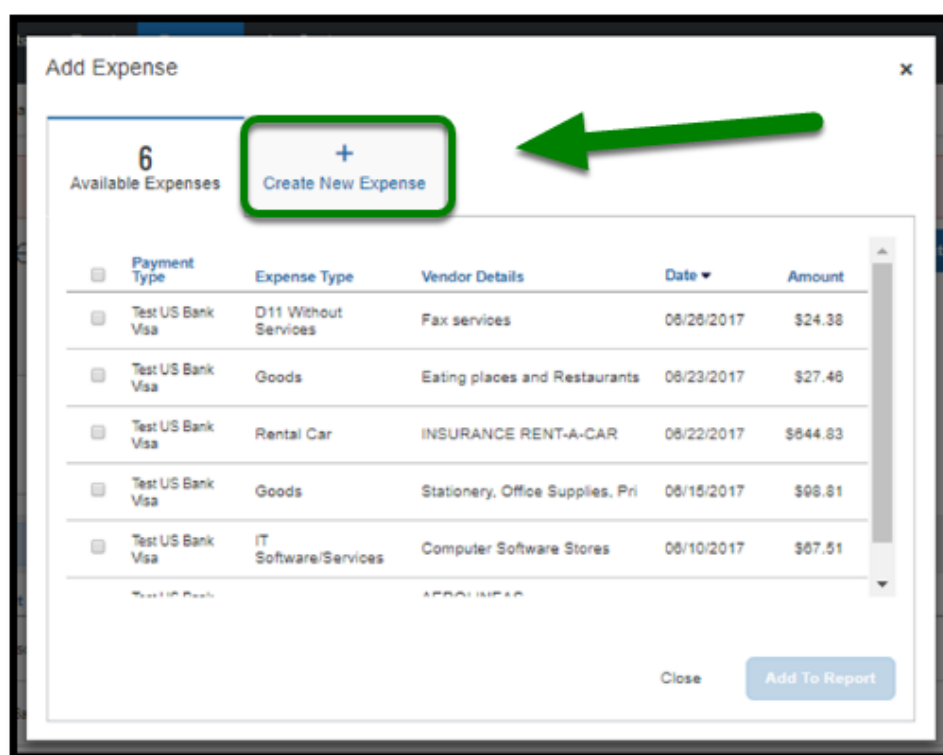 Add Expense
×
6
Available Expenses
+
Create New Expense
Payment
Type
Expense Type
Vendor Details
Date
Amount
Test US Bank
Visa
D11 Without
Services
Fax services
06/26/2017
$24.38
Test US Bank
Visa
Goods
Eating places and Restaurants
06/23/2017
$27.46
Test US Bank
Visa
Rental Car
INSURANCE RENT-A-CAR
06/22/2017
$644.83
Test US Bank
Visa
Goods
Stationery, Office Supplies, Pri
06/15/2017
$98.81
Test US Bank
Visa
IT
Software/Services
Computer Software Stores
06/10/2017
$67.51
Close
Add To Report